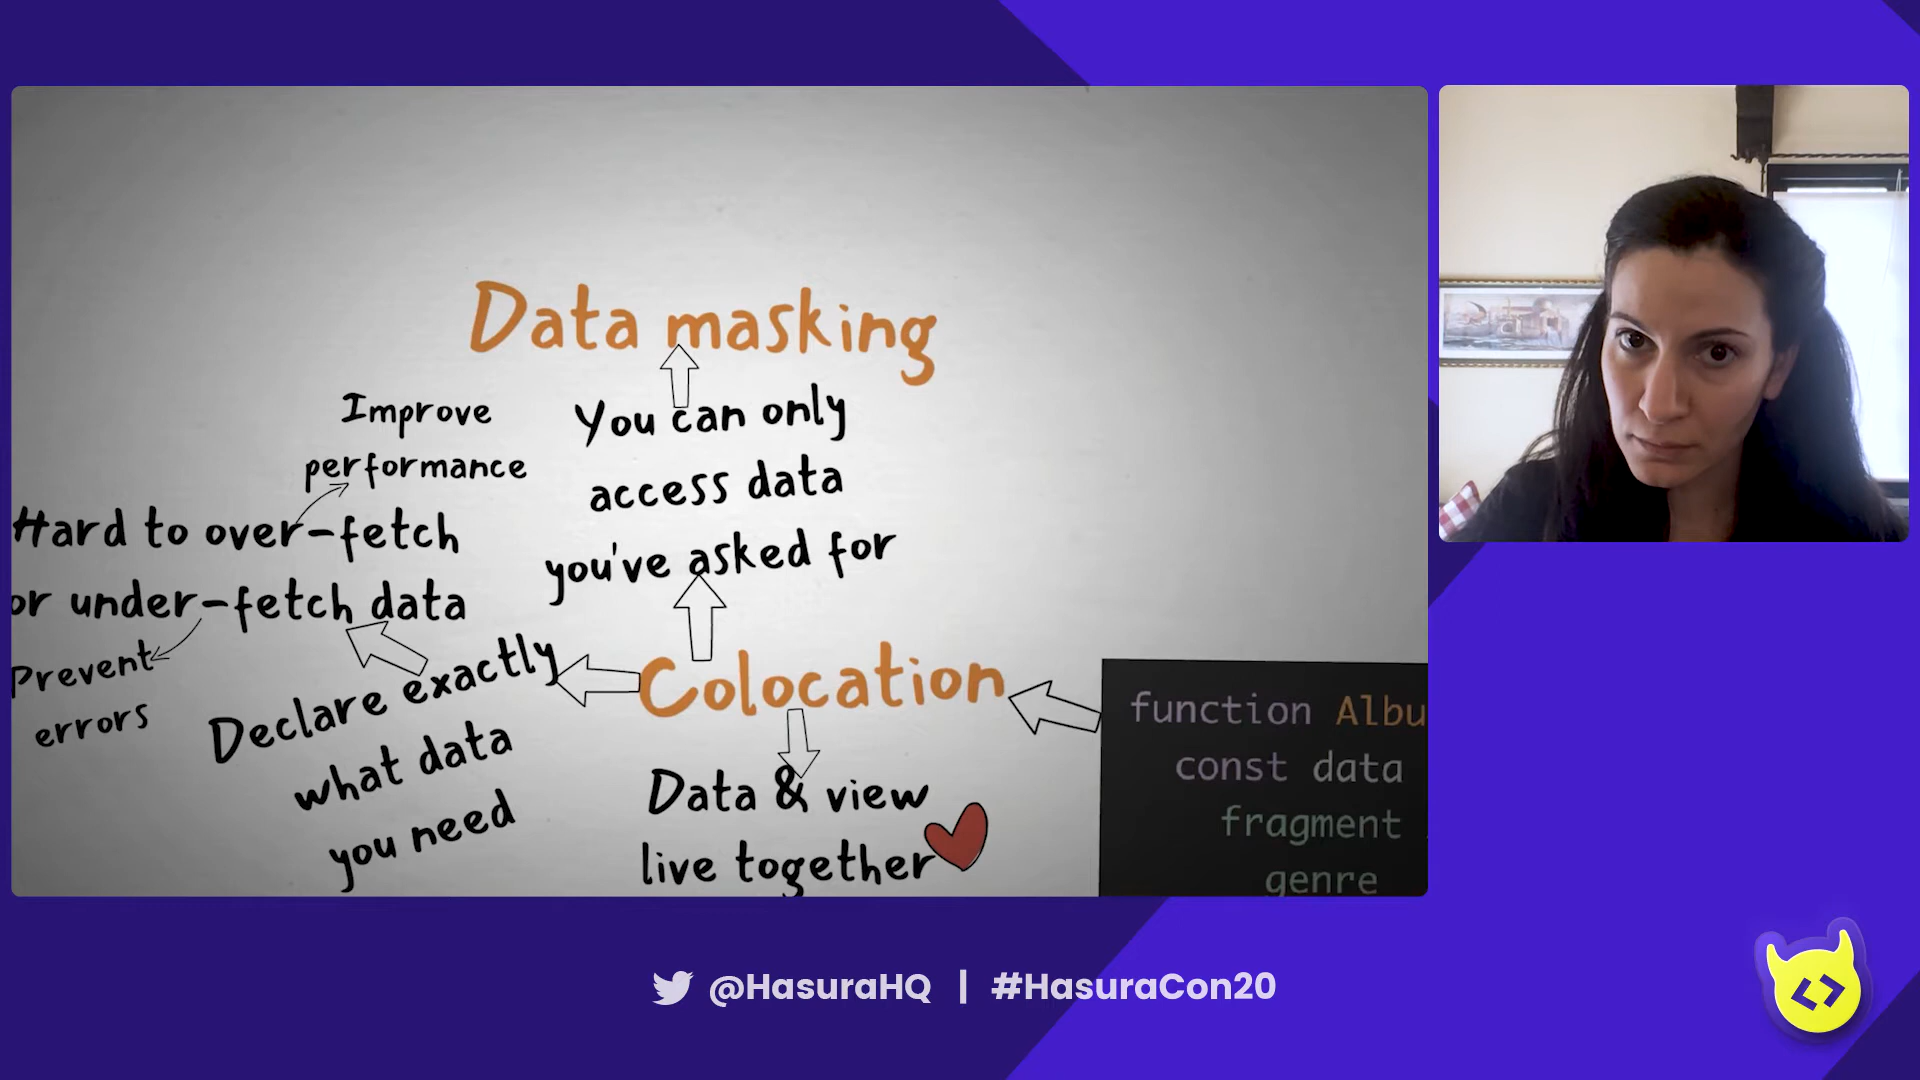 Data masking
You can only
access data
you've asked for
Improve
performance
Hard to over-fetch
or under-fetch data
Prevent
errors
Declare exactly
what data
you need
Colocation
Data & view
live together
function Albu
const data
fragment
genre
@HasuraHQ | #HasuraCon20